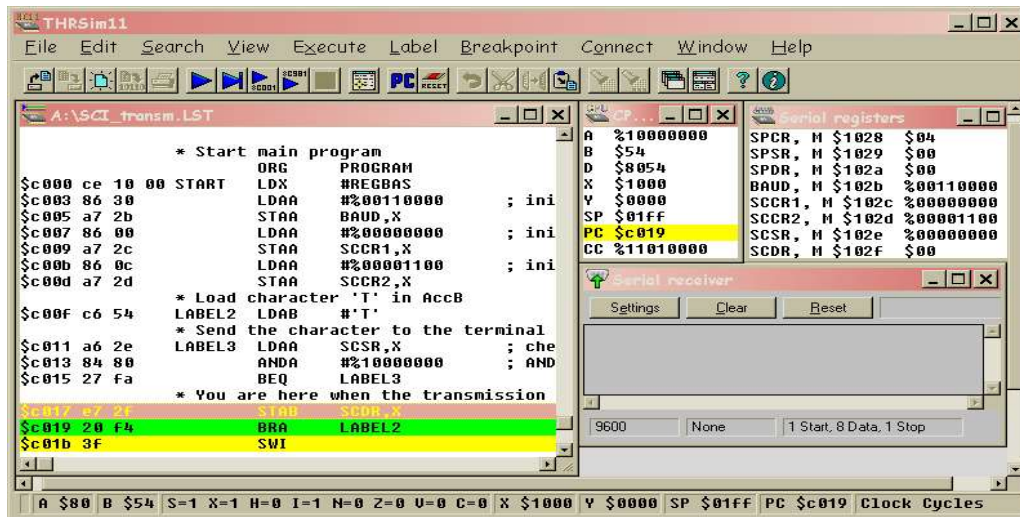 THRSim11
File Edit Search View Execute Label Breakpoint Connect Window Help
PC RESET
A:\SCI_transm.LST
* Start main program
ORG PROGRAM
$c000 ce 10 00 START LDX #REGBAS
$c003 86 30 LDAA #%00110000 ; ini
$c005 a7 2b STAA BAUD,X
$c007 86 00 LDAA #%00000000 ; ini
$c009 a7 2c STAA SCCR1,X
$c00b 86 0c LDAA #%00001100 ; ini
$c00d a7 2d STAA SCCR2,X
* Load character 'T' in AccB
$c00f c6 54 LABEL2 LDAB #'T'
* Send the character to the terminal
$c011 a6 2e LABEL3 LDAA SCSR,X ; che
$c013 84 80 ANDA #%10000000 ; AND
$c015 27 fa BEQ LABEL3
* You are here when the transmission
$c017 e7 2f STAB SCDR,X
$c019 20 f4 BRA LABEL2
$c01b 3f SWI
CP...
A %10000000
B $54
D $8054
X $1000
Y $0000
SP $01ff
PC $c019
CC %11010000
Serial registers
SPCR, M $1028 $04
SPSR, M $1029 $00
SPDR, M $102a $00
BAUD, M $102b %00110000
SCCR1, M $102c %00000000
SCCR2, M $102d %00001100
SCSR, M $102e %00000000
SCDR, M $102f $00
Serial receiver
Settings Clear Reset
9600 None 1 Start, 8 Data, 1 Stop
A $80 B $54 S=1 X=1 H=0 I=1 N=0 Z=0 V=0 C=0 X $1000 Y $0000 SP $01ff PC $c019 Clock Cycles